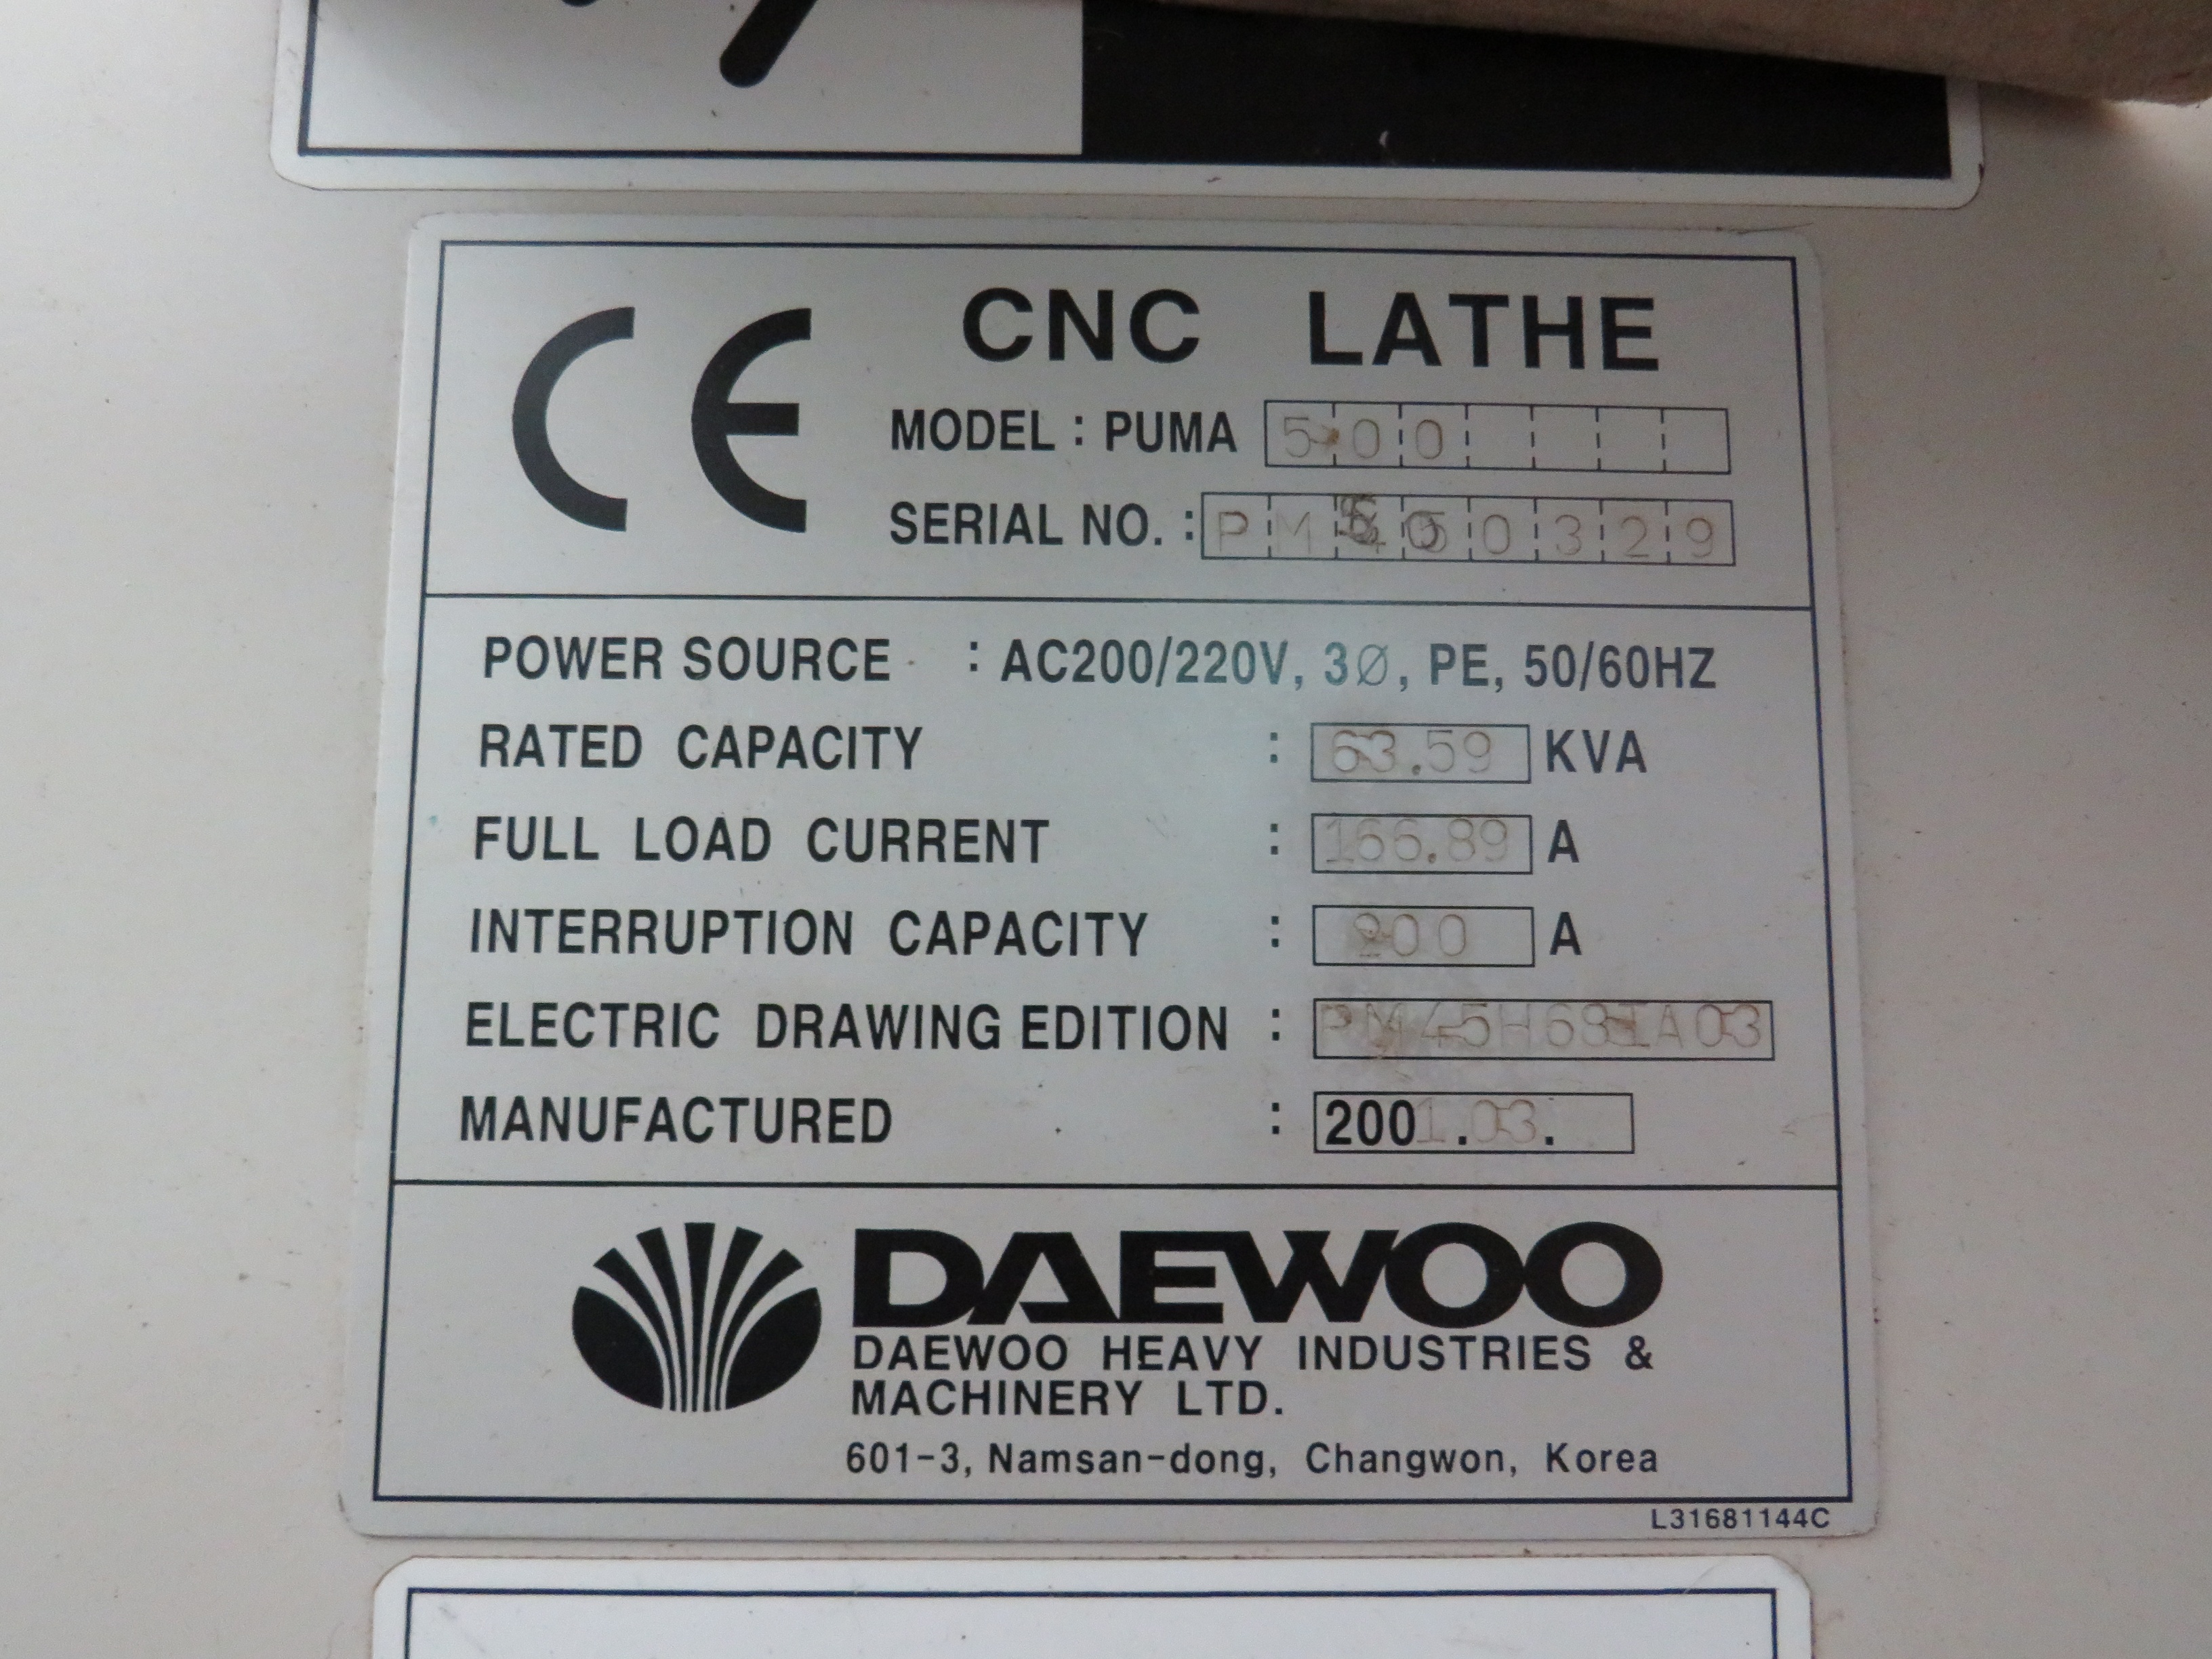 CE CNC LATHE
MODEL : PUMA 500
SERIAL NO. :
POWER SOURCE : AC200/220V, 3Ø, PE, 50/60HZ
RATED CAPACITY : 63.59 KVA
FULL LOAD CURRENT : 166.89 A
INTERRUPTION CAPACITY : 200 A
ELECTRIC DRAWING EDITION :
MANUFACTURED : 2001.03.
DAEWOO
DAEWOO HEAVY INDUSTRIES &
MACHINERY LTD.
601-3, Namsan-dong, Changwon, Korea
L31681144C